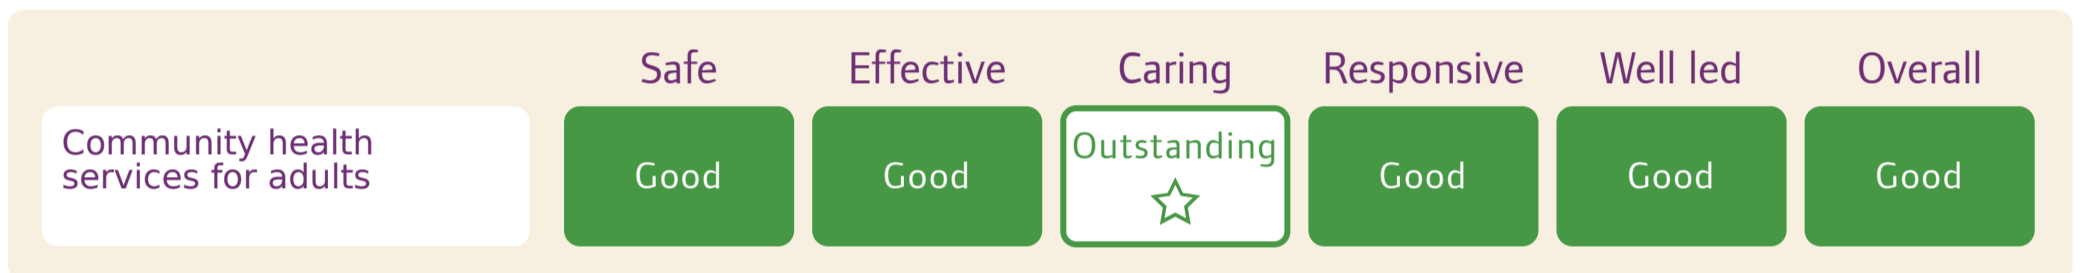 Safe Effective Caring Responsive Well led Overall
Community health
services for adults
Good Good Outstanding Good Good Good